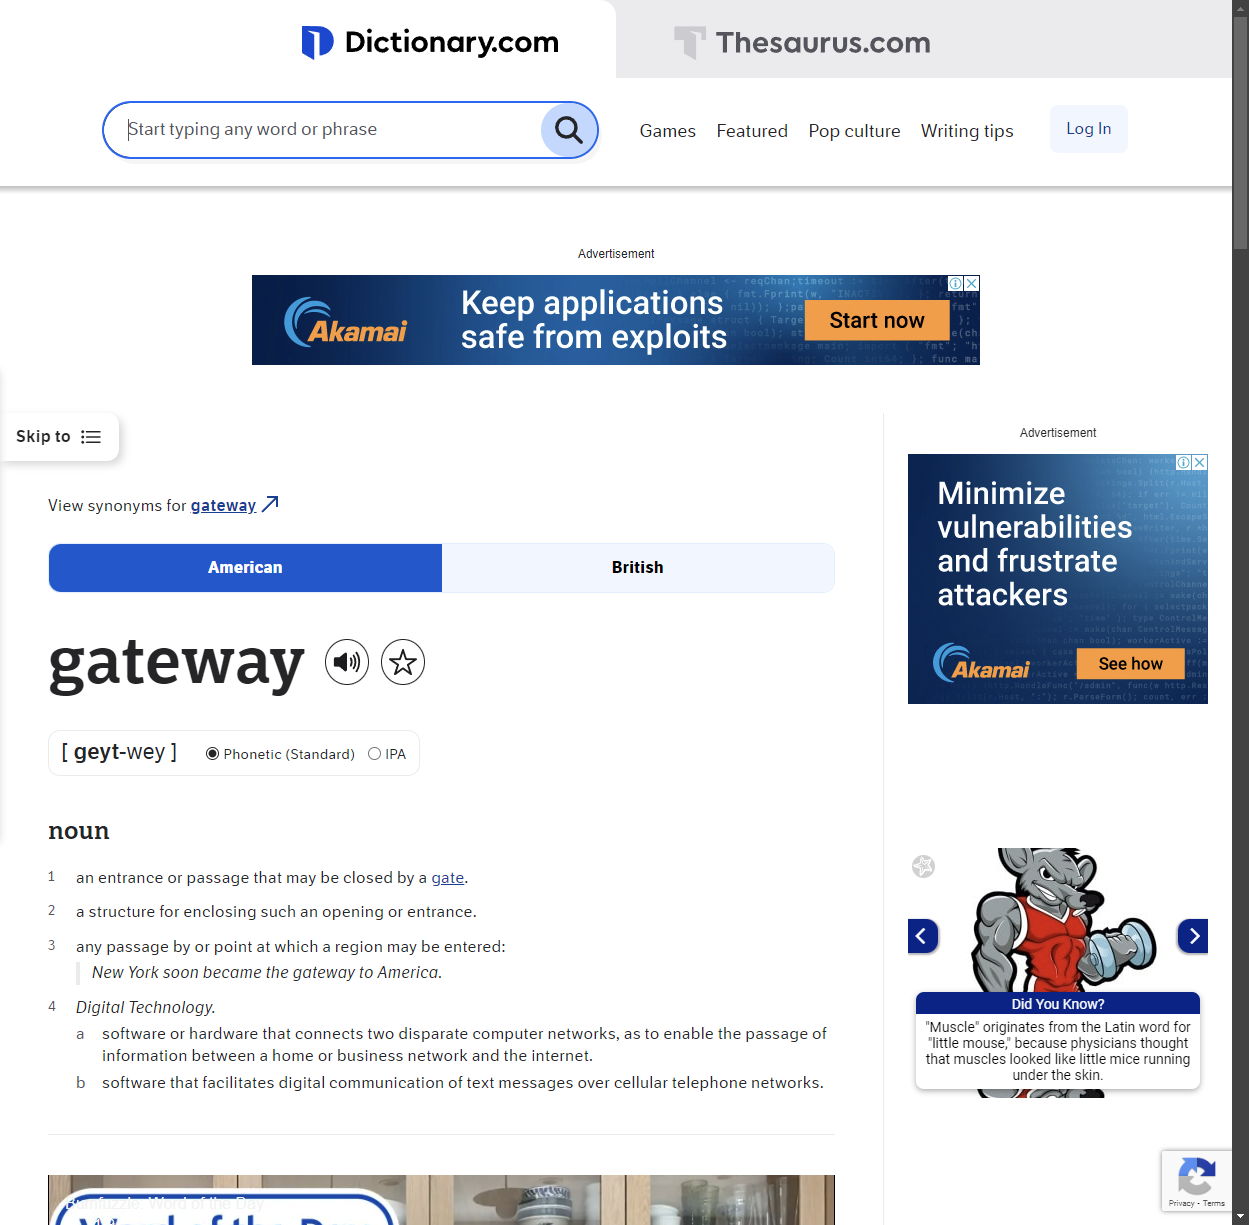 Dictionary.com
Thesaurus.com
Start typing any word or phrase
Games Featured Pop culture Writing tips Log In
Advertisement
Akamai
Keep applications
safe from exploits
Start now
Skip to
View synonyms for gateway
American British
gateway
[ geyt-wey ] Phonetic (Standard) IPA
noun
1 an entrance or passage that may be closed by a gate.
2 a structure for enclosing such an opening or entrance.
3 any passage by or point at which a region may be entered:
New York soon became the gateway to America.
4 Digital Technology.
a software or hardware that connects two disparate computer networks, as to enable the passage of
information between a home or business network and the internet.
b software that facilitates digital communication of text messages over cellular telephone networks.
Advertisement
Minimize
vulnerabilities
and frustrate
attackers
Akamai
See how
Did You Know?
"Muscle" originates from the Latin word for
"little mouse," because physicians thought
that muscles looked like little mice running
under the skin.
Word of the Day
Privacy - Terms